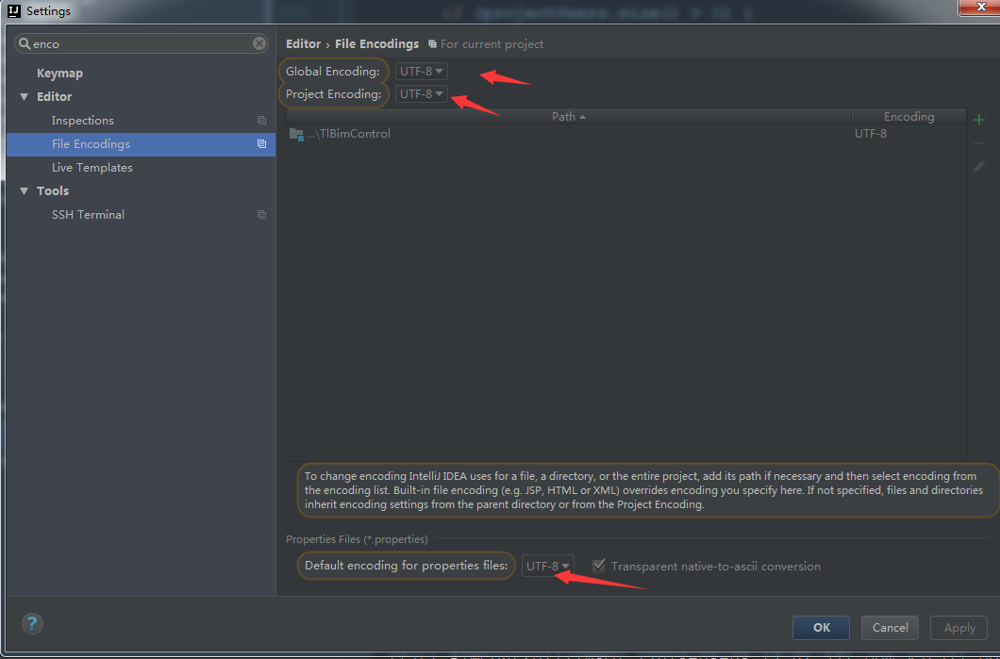 Settings
if (projectUsers.size() > 0) {
enco
Keymap
Editor
Inspections
File Encodings
Live Templates
Tools
SSH Terminal
Editor › File Encodings For current project
Global Encoding: UTF-8
Project Encoding: UTF-8
Path Encoding
...\TlBimControl UTF-8
To change encoding IntelliJ IDEA uses for a file, a directory, or the entire project, add its path if necessary and then select encoding from
the encoding list. Built-in file encoding (e.g. JSP, HTML or XML) overrides encoding you specify here. If not specified, files and directories
inherit encoding settings from the parent directory or from the Project Encoding.
Properties Files (*.properties)
Default encoding for properties files: UTF-8 Transparent native-to-ascii conversion
? OK Cancel Apply